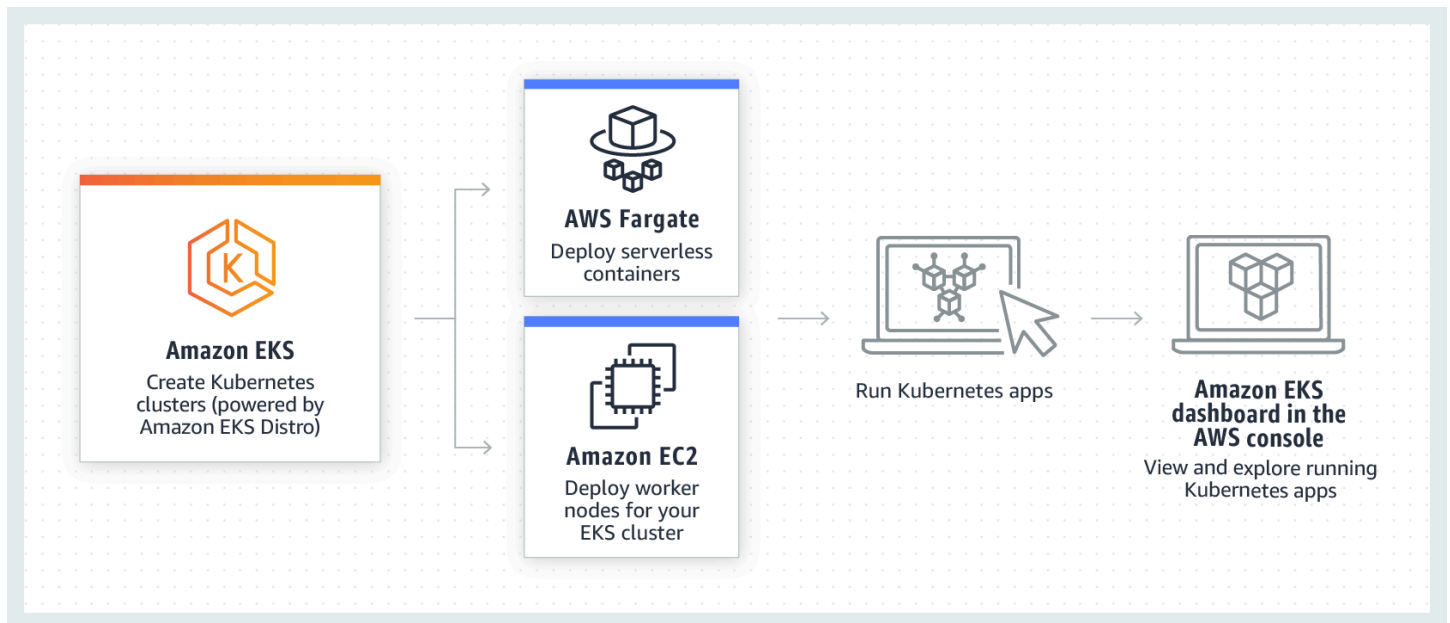 K
Amazon EKS
Create Kubernetes
clusters (powered by
Amazon EKS Distro)
AWS Fargate
Deploy serverless
containers
Amazon EC2
Deploy worker
nodes for your
EKS cluster
Run Kubernetes apps
Amazon EKS
dashboard in the
AWS console
View and explore running
Kubernetes apps